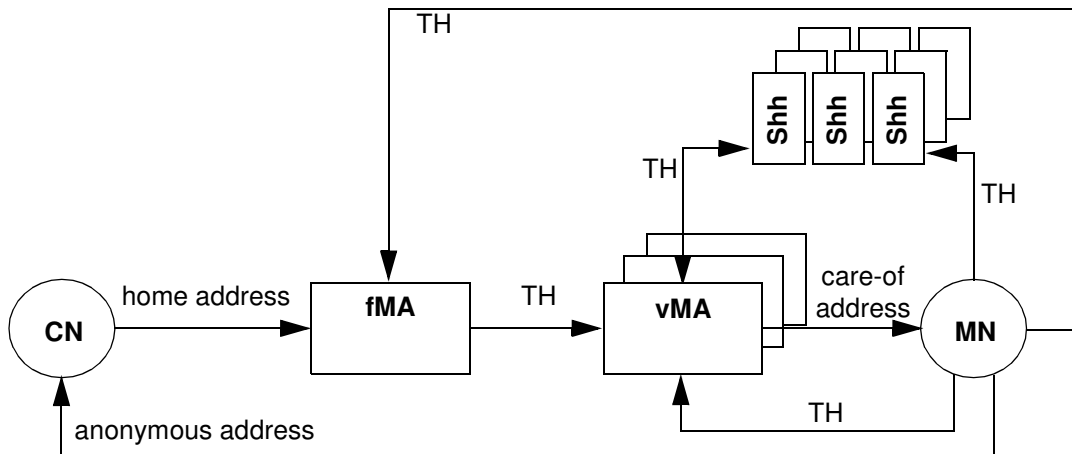 TH
Shh
Shh
Shh
TH
TH
home address
fMA
TH
vMA
care-of
address
CN
MN
TH
anonymous address